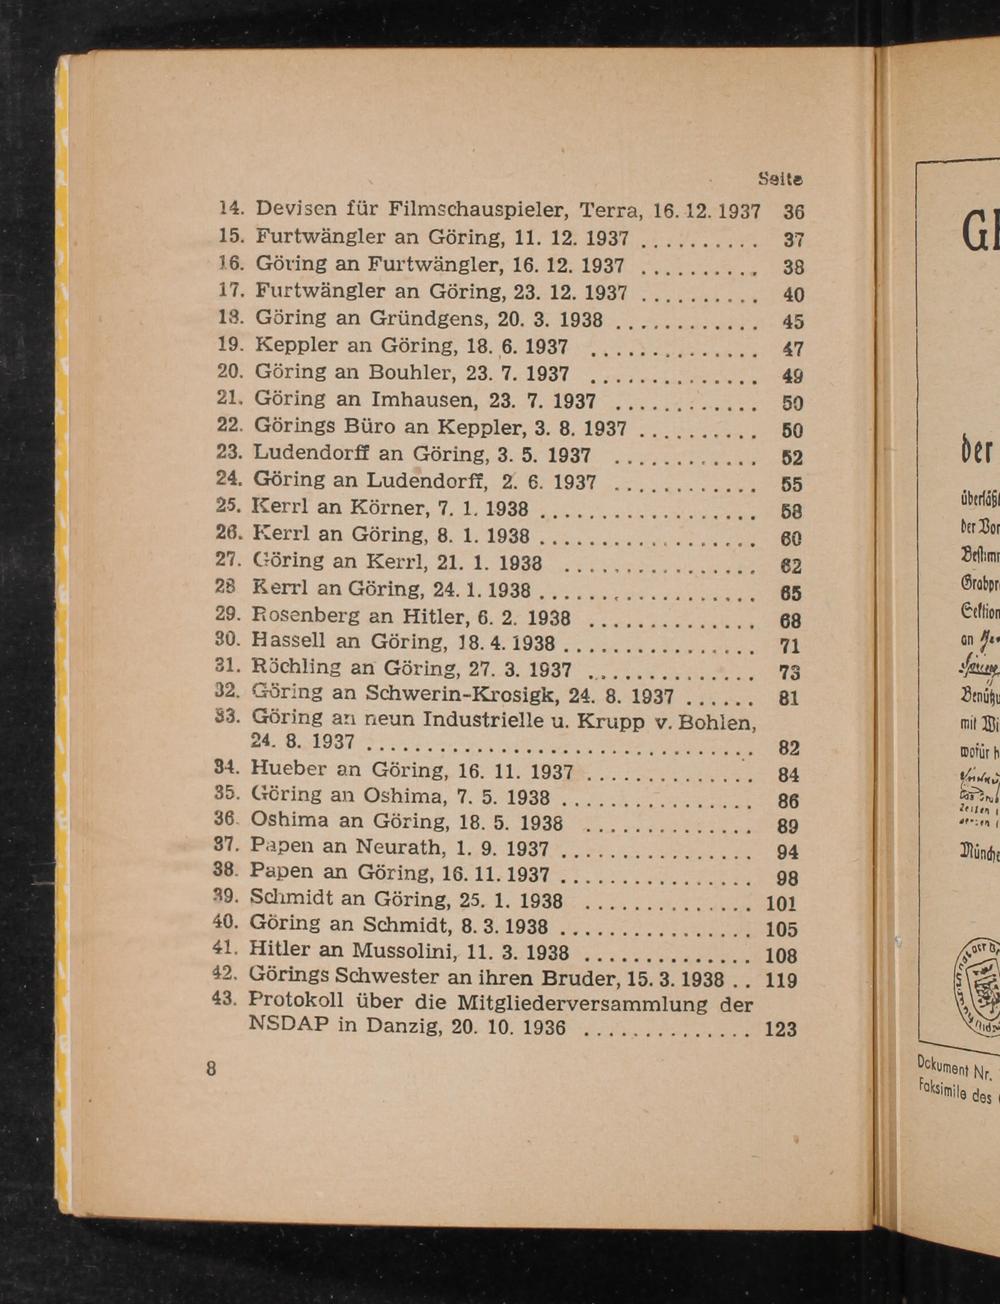 Seite
14. Devisen für Filmschauspieler, Terra, 16. 12. 1937 36
15. Furtwängler an Göring, 11. 12. 1937 .......... 37
16. Göring an Furtwängler, 16. 12. 1937 .......... 38
17. Furtwängler an Göring, 23. 12. 1937 .......... 40
18. Göring an Gründgens, 20. 3. 1938 ............ 45
19. Keppler an Göring, 18. 6. 1937 .............. 47
20. Göring an Bouhler, 23. 7. 1937 .............. 49
21. Göring an Imhausen, 23. 7. 1937 ............ 50
22. Görings Büro an Keppler, 3. 8. 1937 .......... 50
23. Ludendorff an Göring, 3. 5. 1937 ............ 52
24. Göring an Ludendorff, 2. 6. 1937 ............ 55
25. Kerrl an Körner, 7. 1. 1938 .................. 58
26. Kerrl an Göring, 8. 1. 1938 .................. 60
27. Göring an Kerrl, 21. 1. 1938 ................ 62
28 Kerrl an Göring, 24. 1. 1938 .................. 65
29. Rosenberg an Hitler, 6. 2. 1938 .............. 68
30. Hassell an Göring, 18. 4. 1938 ................ 71
31. Röchling an Göring, 27. 3. 1937 .............. 73
32. Göring an Schwerin-Krosigk, 24. 8. 1937 ...... 81
33. Göring an neun Industrielle u. Krupp v. Bohlen,
24. 8. 1937 ................................ 82
34. Hueber an Göring, 16. 11. 1937 .............. 84
35. Göring an Oshima, 7. 5. 1938 ................ 86
36. Oshima an Göring, 18. 5. 1938 .............. 89
37. Papen an Neurath, 1. 9. 1937 ................ 94
38. Papen an Göring, 16. 11. 1937 ................ 98
39. Schmidt an Göring, 25. 1. 1938 .............. 101
40. Göring an Schmidt, 8. 3. 1938 ................ 105
41. Hitler an Mussolini, 11. 3. 1938 .............. 108
42. Görings Schwester an ihren Bruder, 15. 3. 1938 .. 119
43. Protokoll über die Mitgliederversammlung der
NSDAP in Danzig, 20. 10. 1936 .............. 123
8
der
an
mit
wofür
Dokument Nr.
Faksimile des